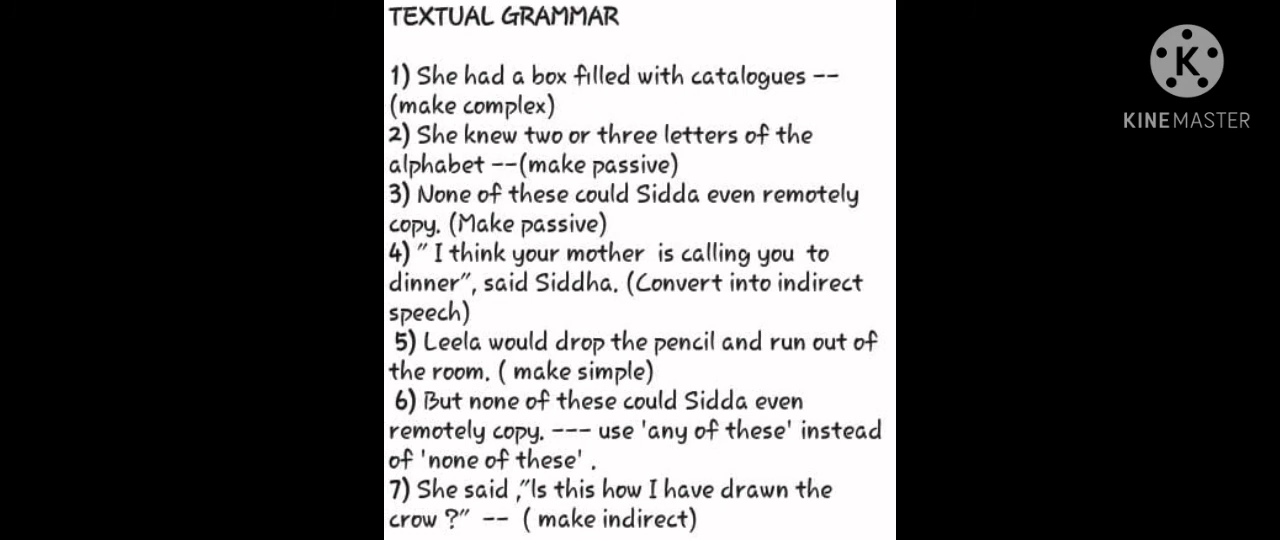 TEXTUAL GRAMMAR
1) She had a box filled with catalogues --
(make complex)
2) She knew two or three letters of the
alphabet --(make passive)
3) None of these could Sidda even remotely
copy. (Make passive)
4) " I think your mother is calling you to
dinner", said Siddha. (Convert into indirect
speech)
5) Leela would drop the pencil and run out of
the room. ( make simple)
6) But none of these could Sidda even
remotely copy. --- use 'any of these' instead
of 'none of these' .
7) She said ,"Is this how I have drawn the
crow ?" -- ( make indirect)
K
KINEMASTER